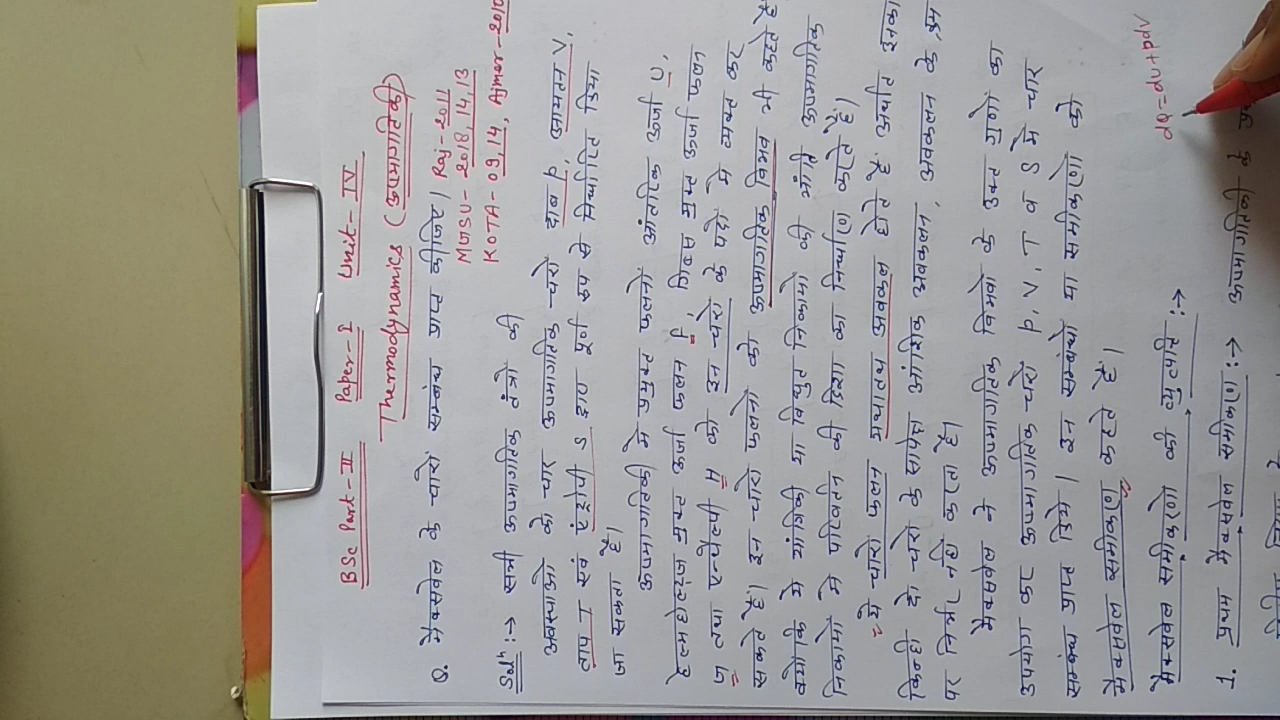 BSc Part-II Paper-I Unit-IV
Thermodynamics (ऊष्मागतिकी)
Q. मैक्सवेल के चारो सम्बंध प्राप्त कीजिए। Raj-2011
MJSU-2018,14,13
KOTA-09,14, Ajmer-2010
Solⁿ:→ सभी ऊष्मागतिक तंत्रो की
अवस्थाओ के चार ऊष्मागतिक चरो दाब P, आयतन V,
ताप T एवं एंट्रोपी S द्वारा पूर्ण रूप से निर्धारित किया
जा सकता है।
ऊष्मागतिकी मे प्रमुख फलनो आंतरिक ऊर्जा U,
हेल्महोल्ट्ज मुक्त ऊर्जा फलन F, गिब्स मुक्त ऊर्जा फलन
G तथा एन्थैल्पी H को इन चरो के पदो मे व्यक्त कर
सकते है। इन चारो फलनो को ऊष्मागतिक विभव भी कहते है
क्योकि ये यांत्रिकी या विद्युत निकायो की भांति ऊष्मागतिक
निकायो मे परिवर्तन की दिशा का निर्धारण करते है।
ये चारो फलन यथातथ अवकल होते है अर्थात इनका
किन्ही दो चरो के सापेक्ष आंशिक अवकलन, अवकलन के क्रम
पर निर्भर नही करता है।
मैक्सवेल ने ऊष्मागतिक विभवो के उक्त गुणो का
उपयोग कर ऊष्मागतिक चरो P, V, T व S मे चार
सम्बन्ध प्राप्त किये। इन सम्बन्धो या समीकरण को
मैक्सवेल समीकरण कहते है।
मैक्सवेल समीकरणो की व्युत्पत्ति :→
1. प्रथम मैक्सवेल समीकरण :→ ऊष्मागतिकी के
dQ=dU+PdV